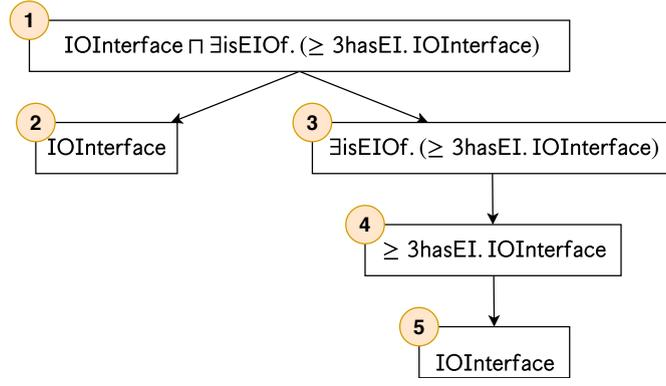 1
IOInterface ⊓ ∃isEIOf. (≥ 3hasEI. IOInterface)
2
IOInterface
3
∃isEIOf. (≥ 3hasEI. IOInterface)
4
≥ 3hasEI. IOInterface
5
IOInterface